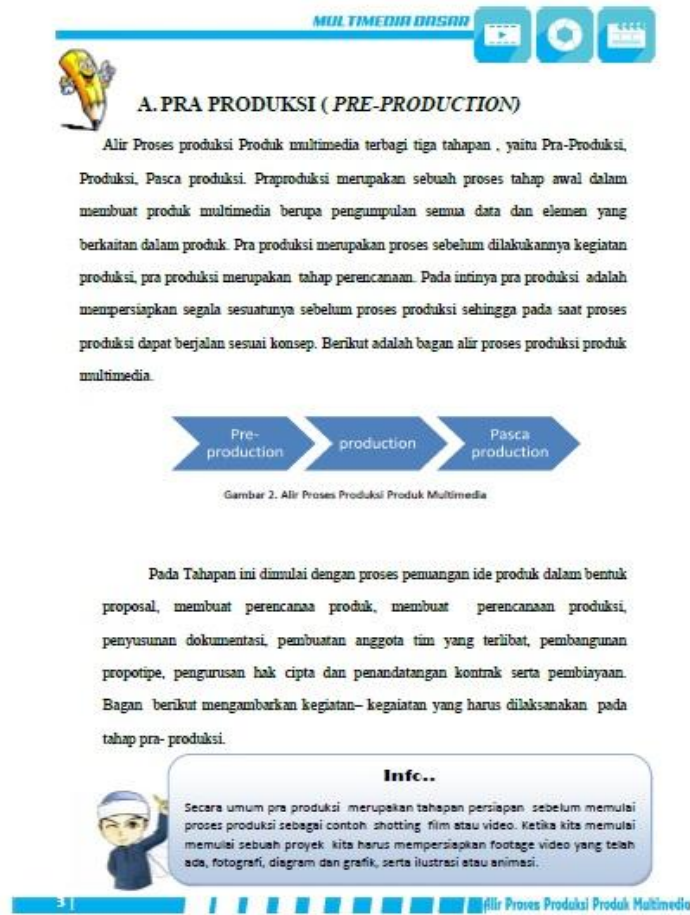 MULTIMEDIA DASAR
A. PRA PRODUKSI ( PRE-PRODUCTION)
Alir Proses produksi Produk multimedia terbagi tiga tahapan , yaitu Pra-Produksi,
Produksi, Pasca produksi. Praproduksi merupakan sebuah proses tahap awal dalam
membuat produk multimedia berupa pengumpulan semua data dan elemen yang
berkaitan dalam produk. Pra produksi merupakan proses sebelum dilakukannya kegiatan
produksi, pra produksi merupakan tahap perencanaan. Pada intinya pra produksi adalah
mempersiapkan segala sesuatunya sebelum proses produksi sehingga pada saat proses
produksi dapat berjalan sesuai konsep. Berikut adalah bagan alir proses produksi produk
multimedia.
Pre-
production
production
Pasca
production
Gambar 2. Alir Proses Produksi Produk Multimedia
Pada Tahapan ini dimulai dengan proses penuangan ide produk dalam bentuk
proposal, membuat perencanaa produk, membuat perencanaan produksi,
penyusunan dokumentasi, pembuatan anggota tim yang terlibat, pembangunan
propotipe, pengurusan hak cipta dan penandatangan kontrak serta pembiayaan.
Bagan berikut mengambarkan kegiatan– kegaiatan yang harus dilaksanakan pada
tahap pra- produksi.
Info..
Secara umum pra produksi merupakan tahapan persiapan sebelum memulai
proses produksi sebagai contoh shotting film atau video. Ketika kita memulai
memulai sebuah proyek kita harus mempersiapkan footage video yang telah
ada, fotografi, diagram dan grafik, serta ilustrasi atau animasi.
3 |
Alir Proses Produksi Produk Multimedia